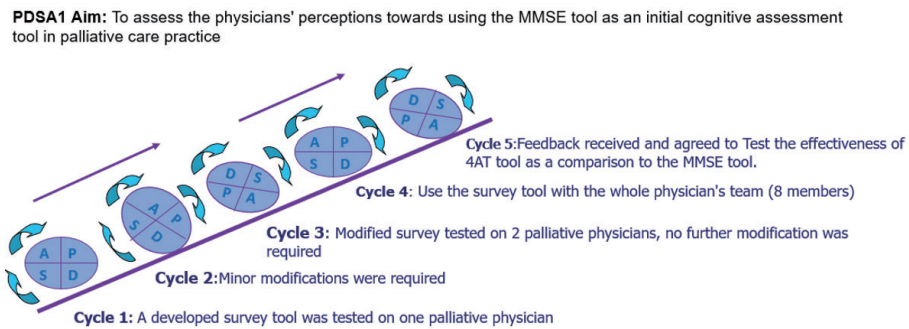 PDSA1 Aim: To assess the physicians' perceptions towards using the MMSE tool as an initial cognitive assessment
tool in palliative care practice
D S
P A
A P
S D
Cycle 5:Feedback received and agreed to Test the effectiveness of
4AT tool as a comparison to the MMSE tool.
D S
P A
Cycle 4: Use the survey tool with the whole physician's team (8 members)
A P
S D
Cycle 3: Modified survey tested on 2 palliative physicians, no further modification was
required
A P
S D
Cycle 2:Minor modifications were required
Cycle 1: A developed survey tool was tested on one palliative physician